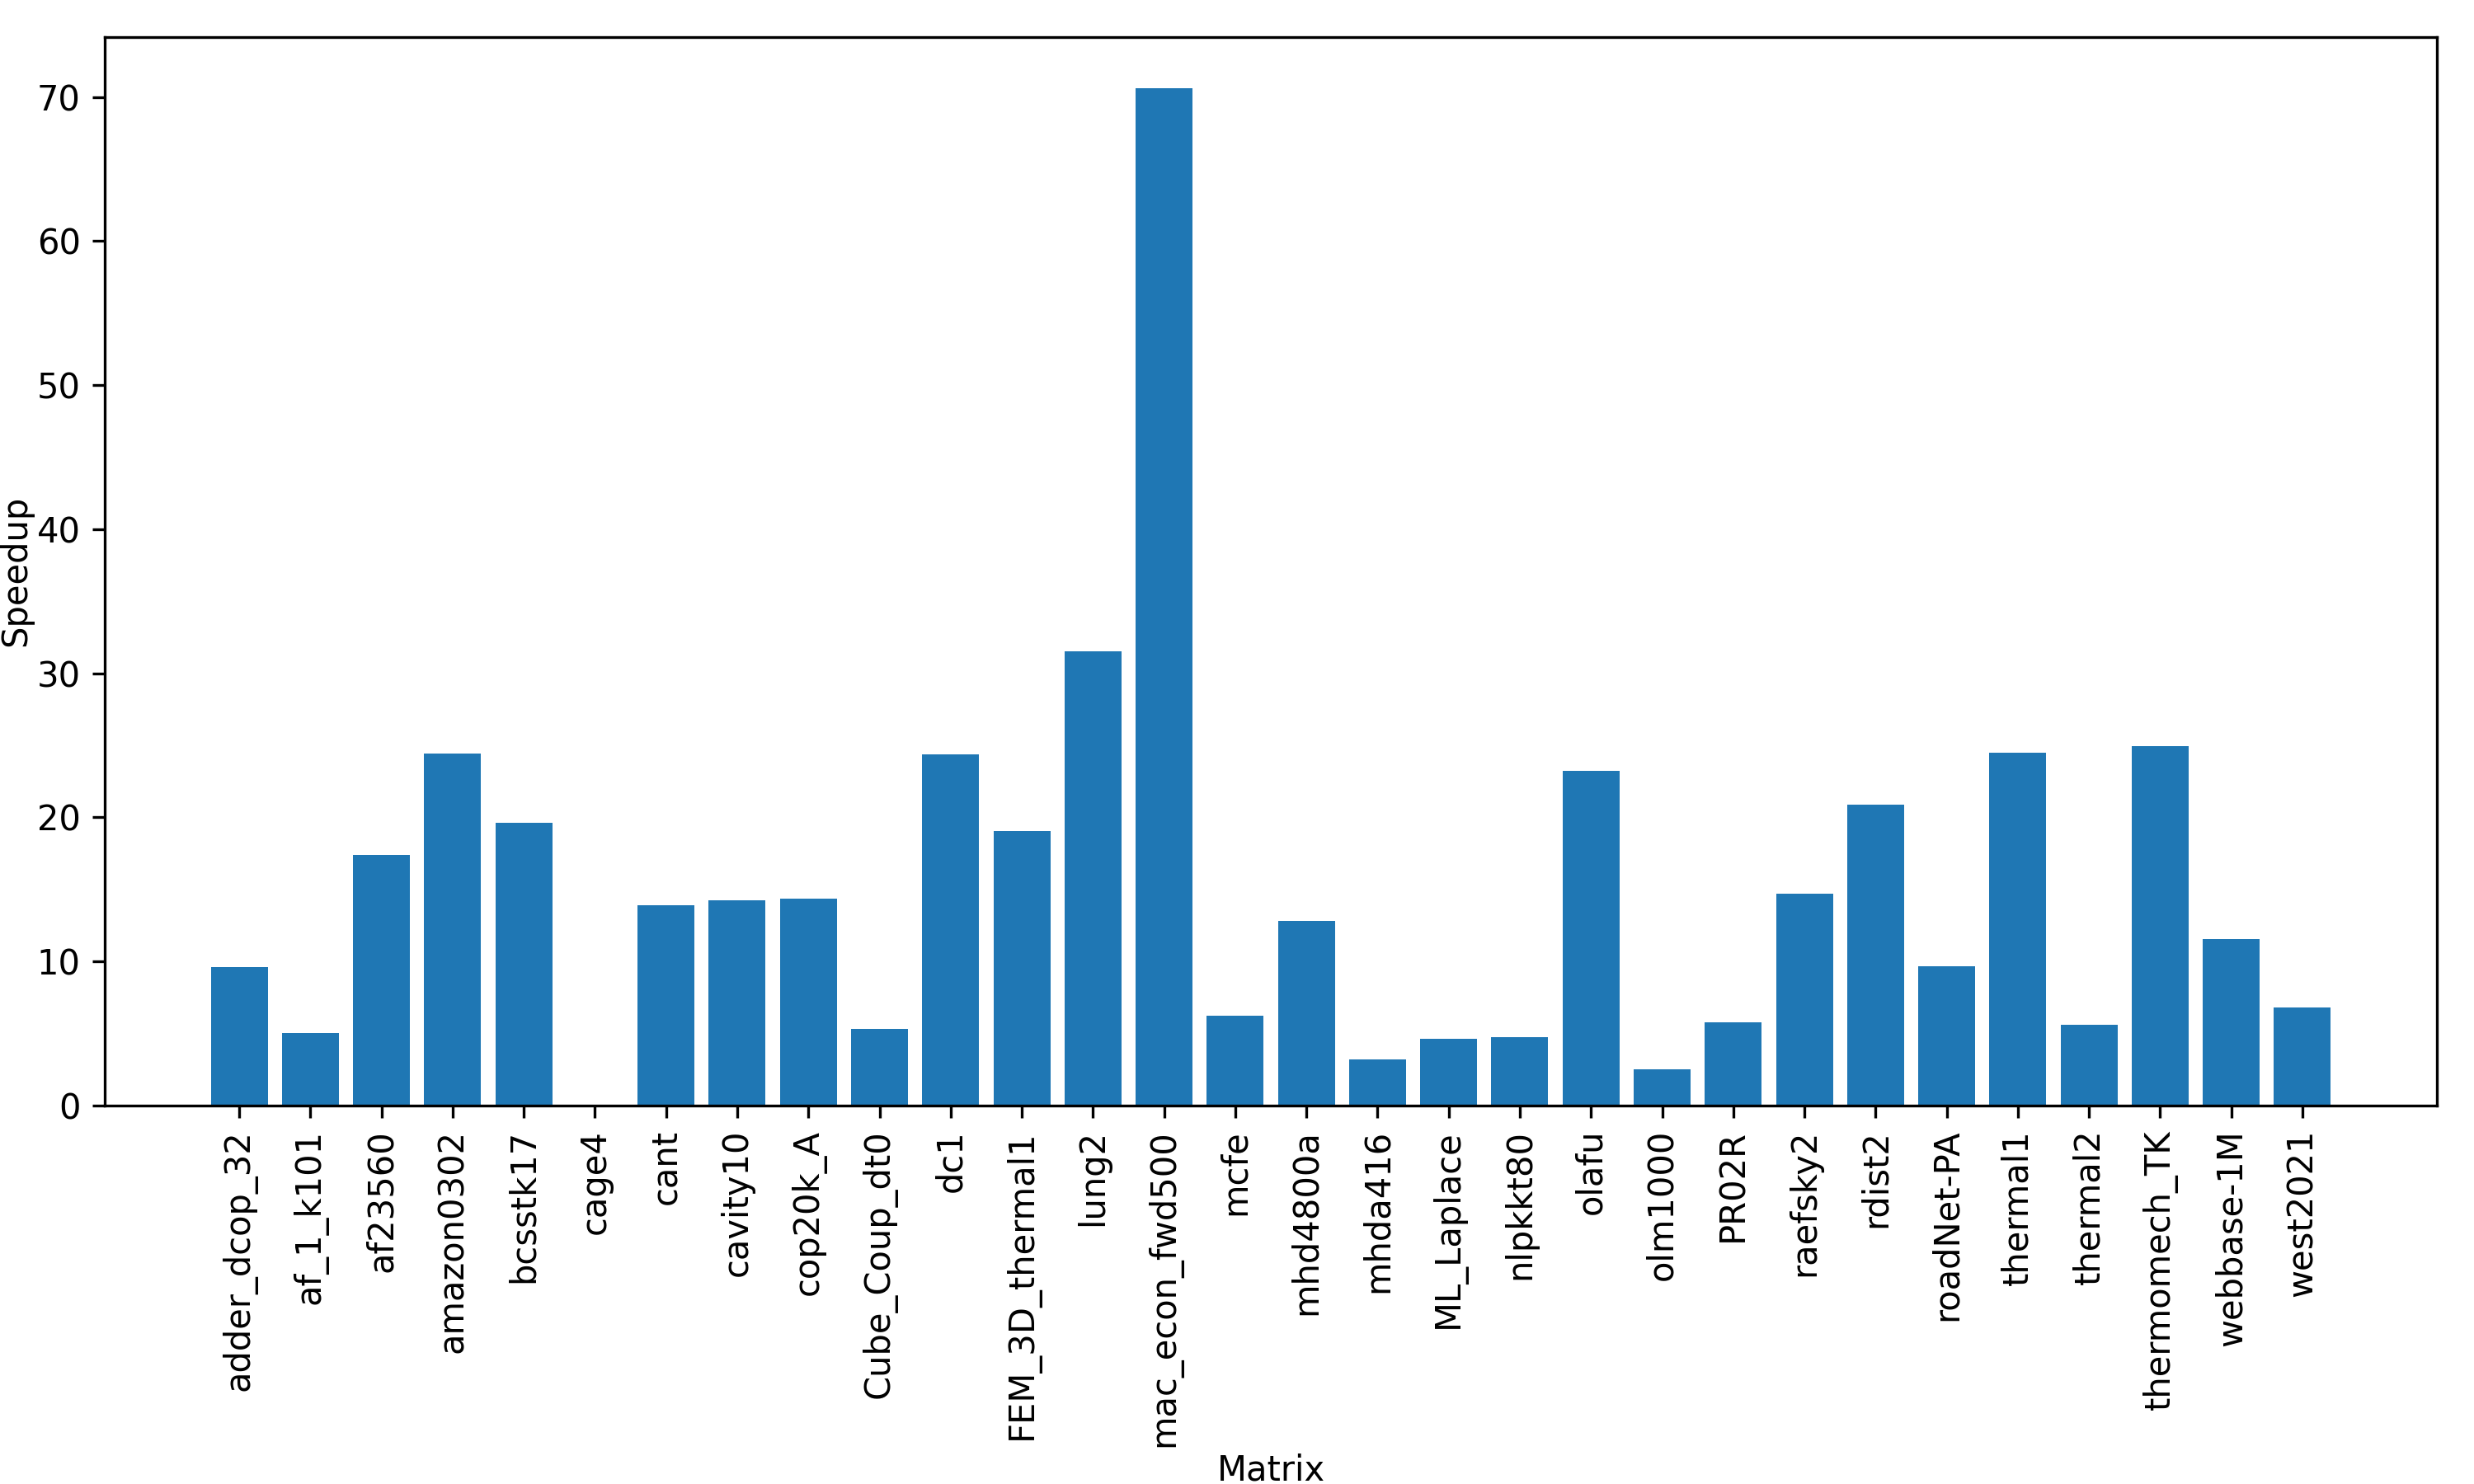 Speedup
70
60
50
40
30
20
10
0
adder_dcop_32
af_1_k101
af23560
amazon0302
bcsstk17
cage4
cant
cavity10
cop20k_A
Cube_Coup_dt0
dc1
FEM_3D_thermal1
lung2
mac_econ_fwd500
mcfe
mhd4800a
mhda416
ML_Laplace
nlpkkt80
olafu
olm1000
PR02R
raefsky2
rdist2
roadNet-PA
thermal1
thermal2
thermomech_TK
webbase-1M
west2021
Matrix